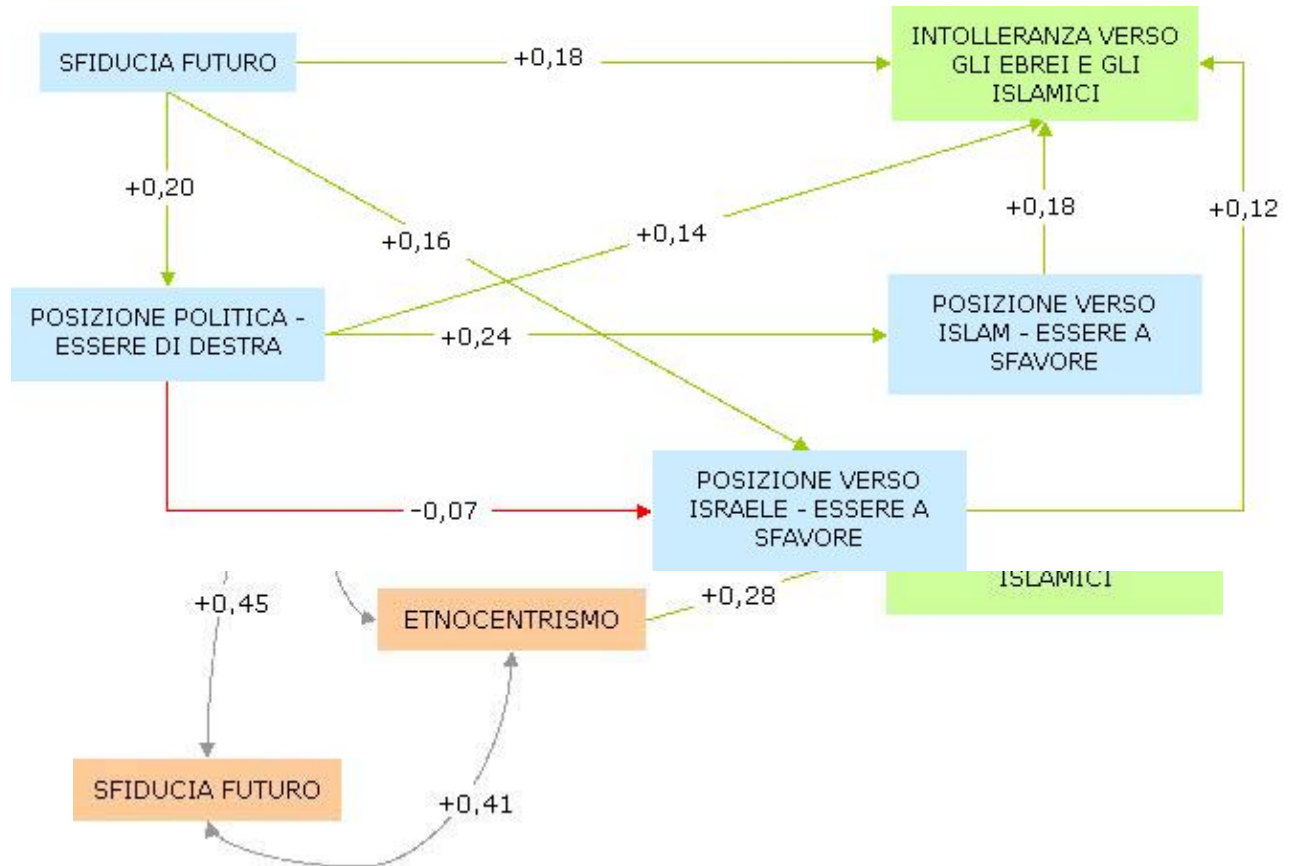 SFIDUCIA FUTURO
+0,18
INTOLLERANZA VERSO
GLI EBREI E GLI
ISLAMICI
+0,20
+0,16
+0,14
+0,18
+0,12
POSIZIONE POLITICA -
ESSERE DI DESTRA
+0,24
POSIZIONE VERSO
ISLAM - ESSERE A
SFAVORE
-0,07
POSIZIONE VERSO
ISRAELE - ESSERE A
SFAVORE
ISLAMICI
+0,45
ETNOCENTRISMO
+0,28
SFIDUCIA FUTURO
+0,41